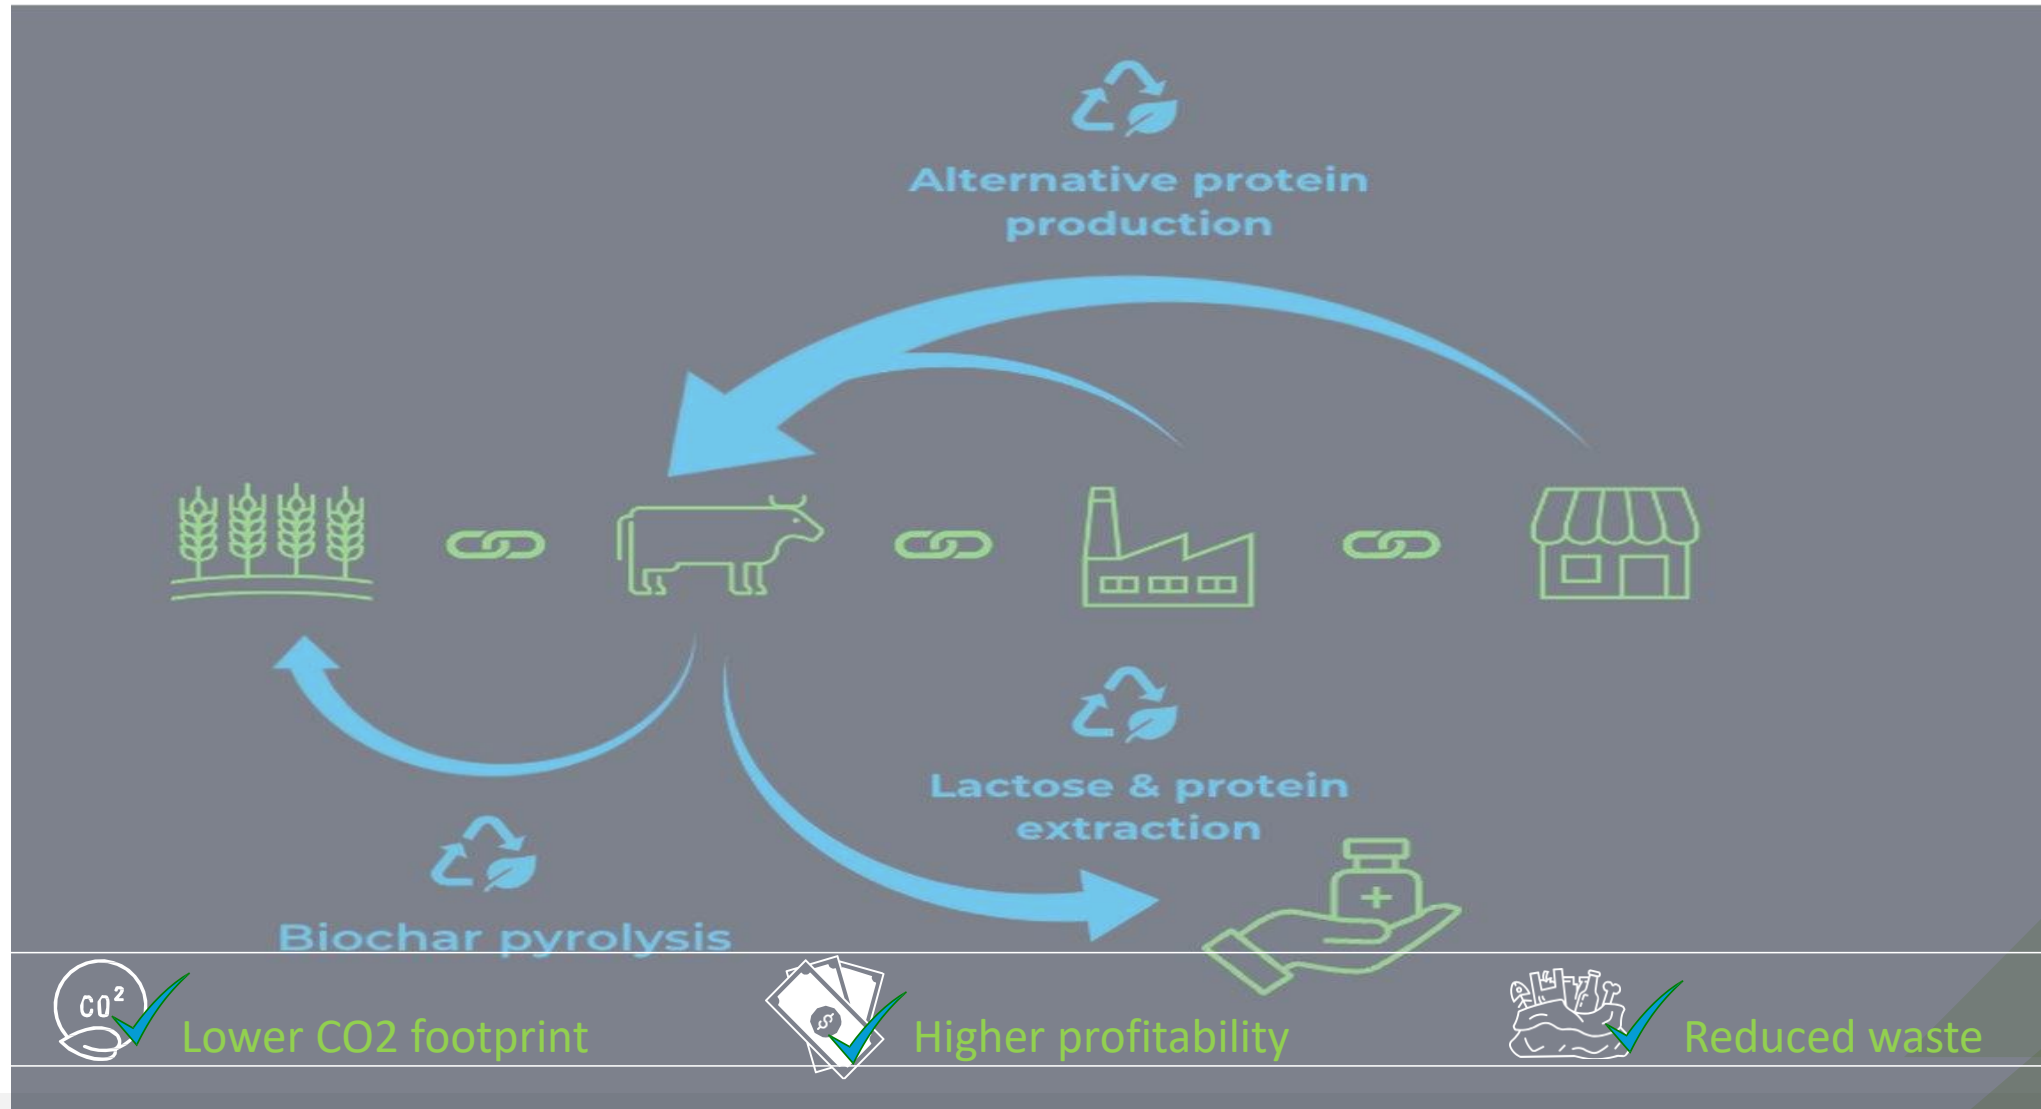 Alternative protein
production
Lactose & protein
extraction
Biochar pyrolysis
CO²
Lower CO2 footprint
$
Higher profitability
Reduced waste